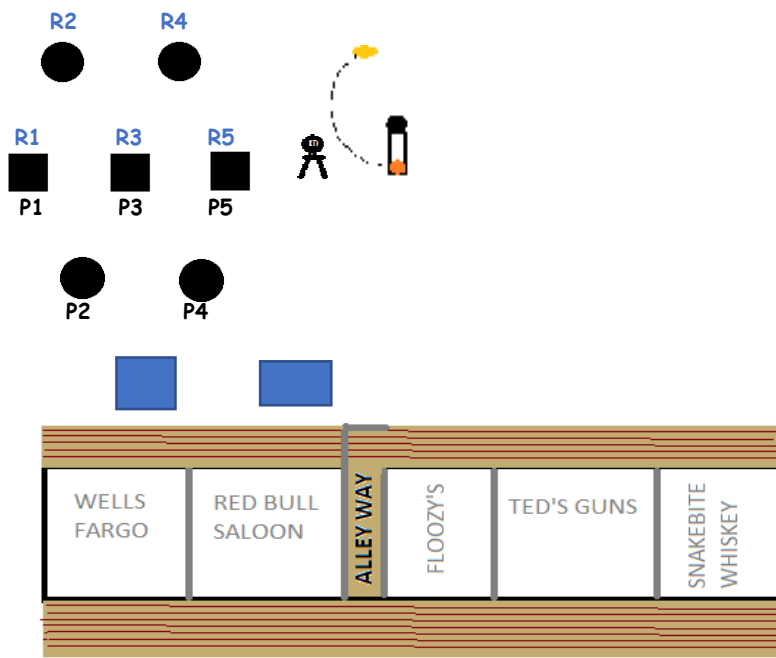 R2 R4
R1 R3 R5
P1 P3 P5
P2 P4
WELLS
FARGO
RED BULL
SALOON
ALLEY WAY
FLOOZY'S
TED'S GUNS
SNAKEBITE
WHISKEY